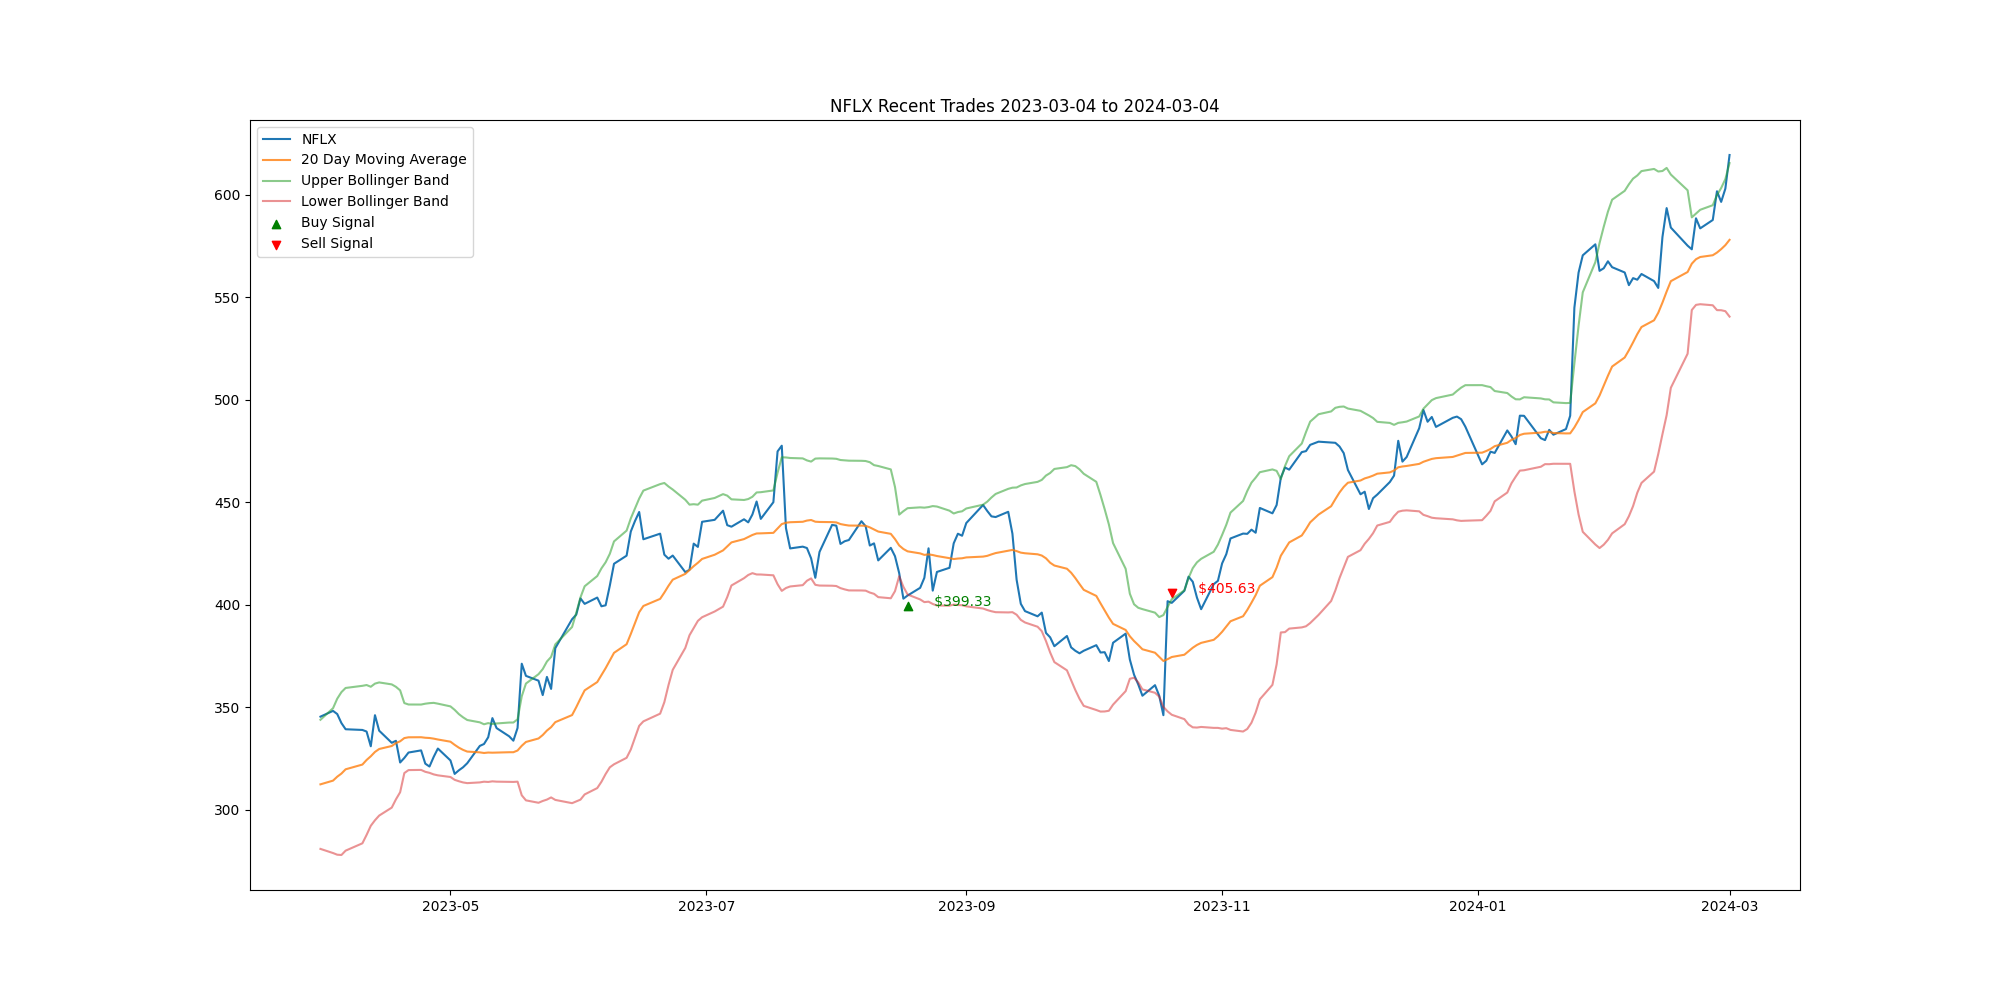 NFLX Recent Trades 2023-03-04 to 2024-03-04
NFLX
20 Day Moving Average
Upper Bollinger Band
Lower Bollinger Band
Buy Signal
Sell Signal
600
550
500
450
400
350
300
$399.33
$405.63
2023-05
2023-07
2023-09
2023-11
2024-01
2024-03